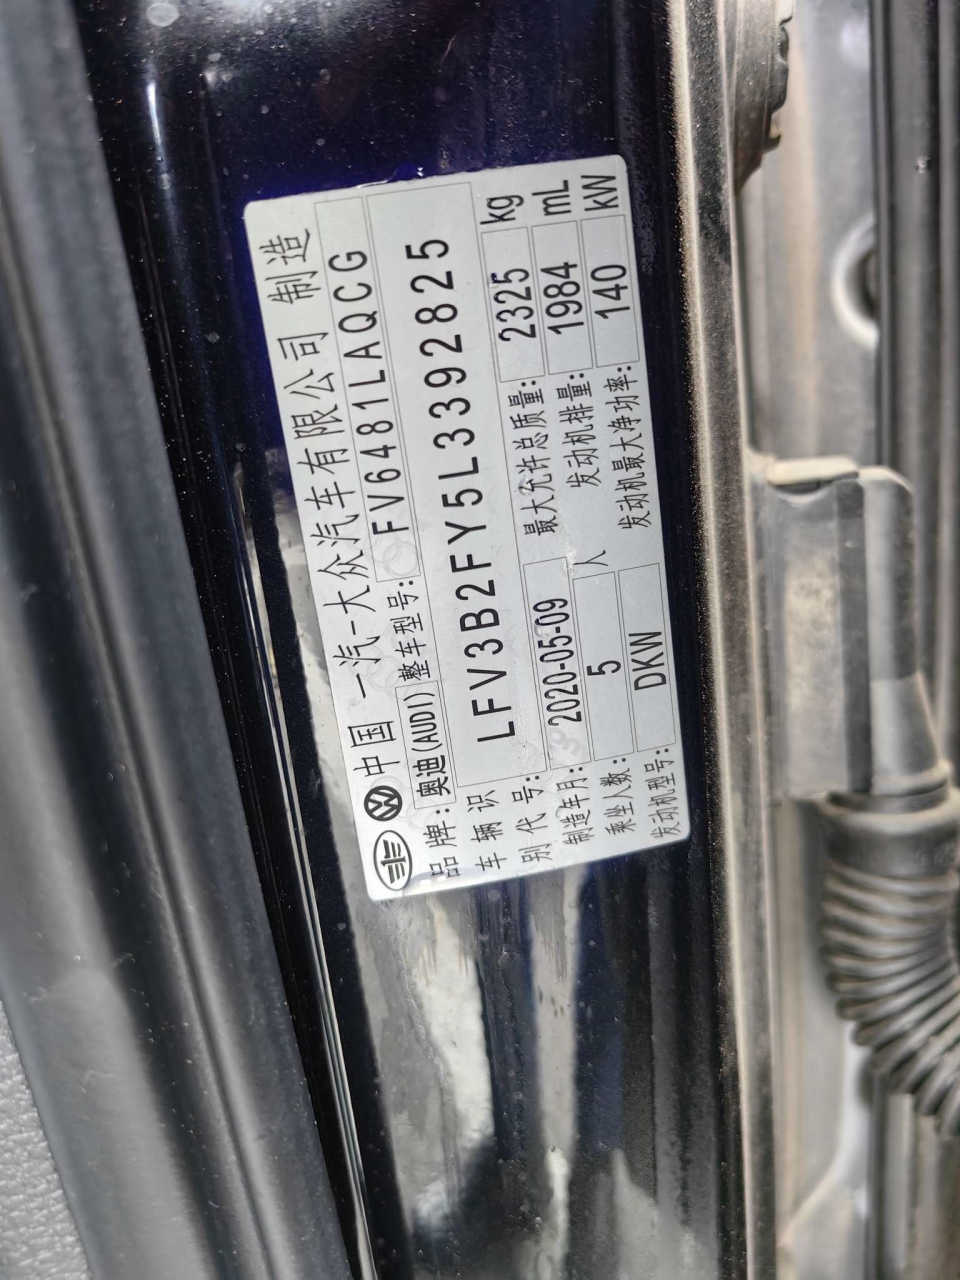 中国一汽-大众汽车有限公司 制造
品牌: 奥迪(AUDI) 整车型号: FV6481LAQCG
车辆识别代号: LFV3B2FY5L3392825
制造年月: 2020-05-09 最大允许总质量: 2325 kg
乘坐人数: 5 人 发动机排量: 1984 mL
发动机型号: DKW 发动机最大净功率: 140 kW